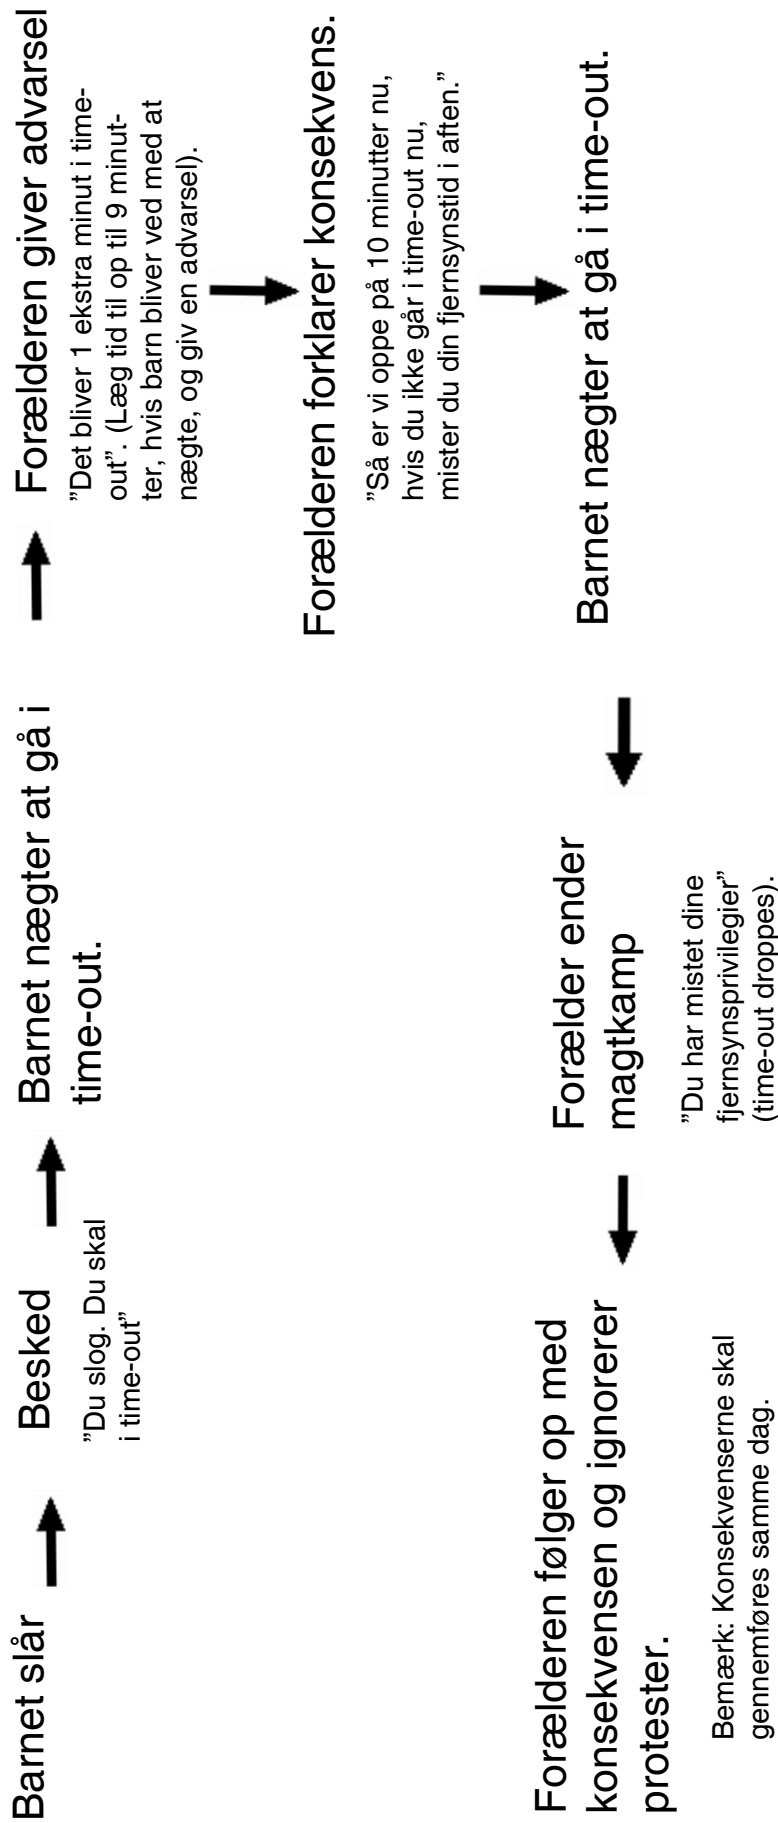 Barnet slår
Besked
”Du slog. Du skal
i time-out”
Barnet nægter at gå i
time-out.
Forælderen giver advarsel
”Det bliver 1 ekstra minut i time-
out”. (Læg tid til op til 9 minut-
ter, hvis barn bliver ved med at
nægte, og giv en advarsel).
Forælderen forklarer konsekvens.
”Så er vi oppe på 10 minutter nu,
hvis du ikke går i time-out nu,
mister du din fjernsynstid i aften.”
Barnet nægter at gå i time-out.
Forælder ender
magtkamp
”Du har mistet dine
fjernsynsprivilegier”
(time-out droppes).
Forælderen følger op med
konsekvensen og ignorerer
protester.
Bemærk: Konsekvenserne skal
gennemføres samme dag.